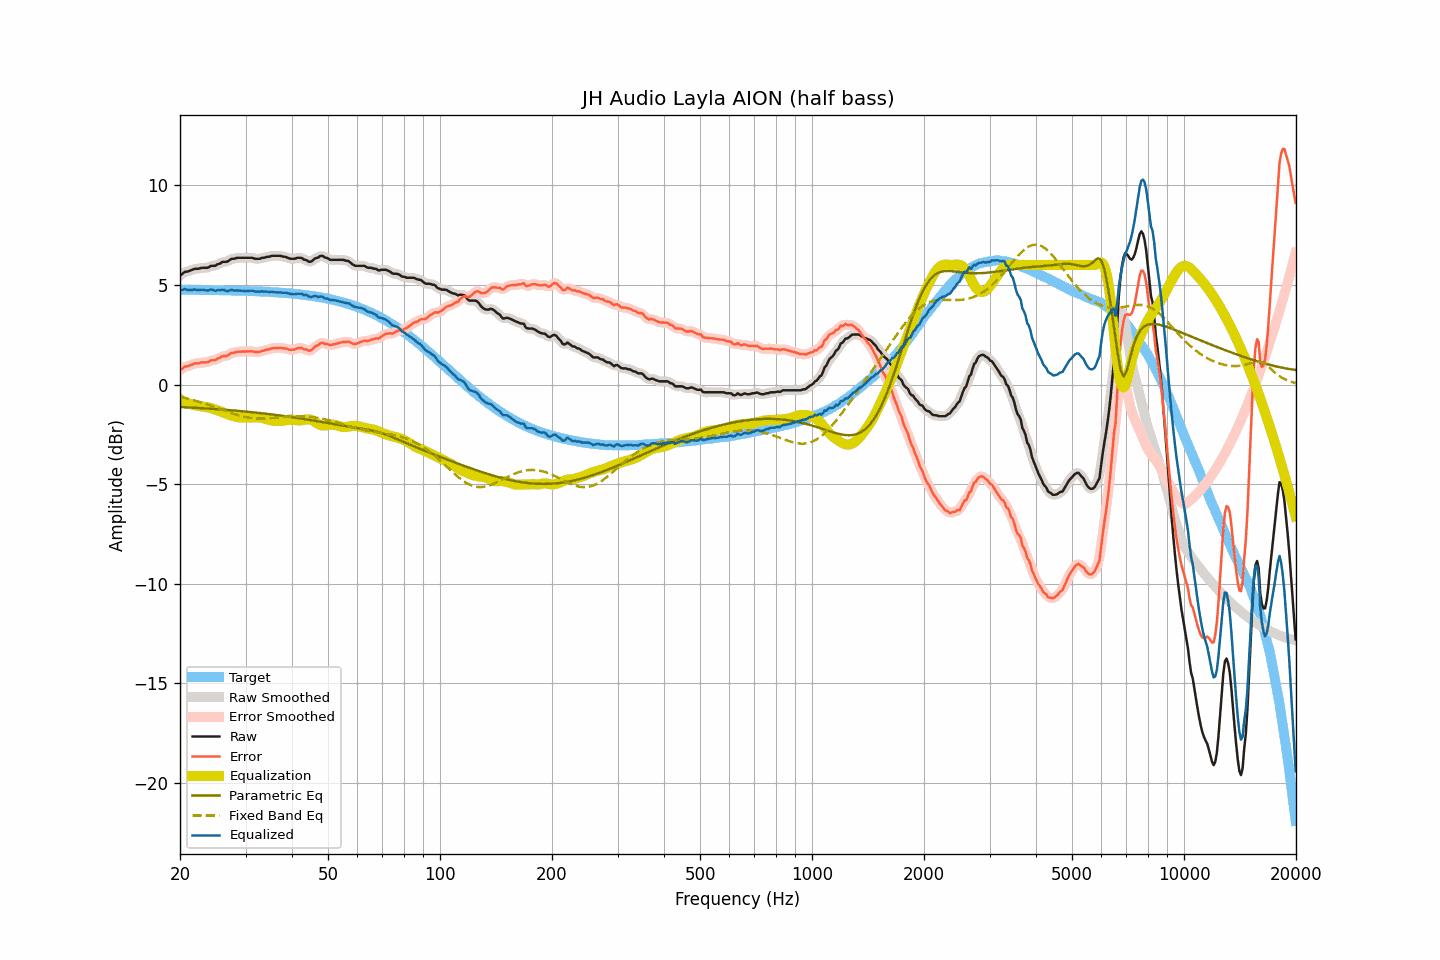 JH Audio Layla AION (half bass)
Amplitude (dBr)
10
5
0
−5
−10
−15
−20
Target
Raw Smoothed
Error Smoothed
Raw
Error
Equalization
Parametric Eq
Fixed Band Eq
Equalized
20 50 100 200 500 1000 2000 5000 10000 20000
Frequency (Hz)